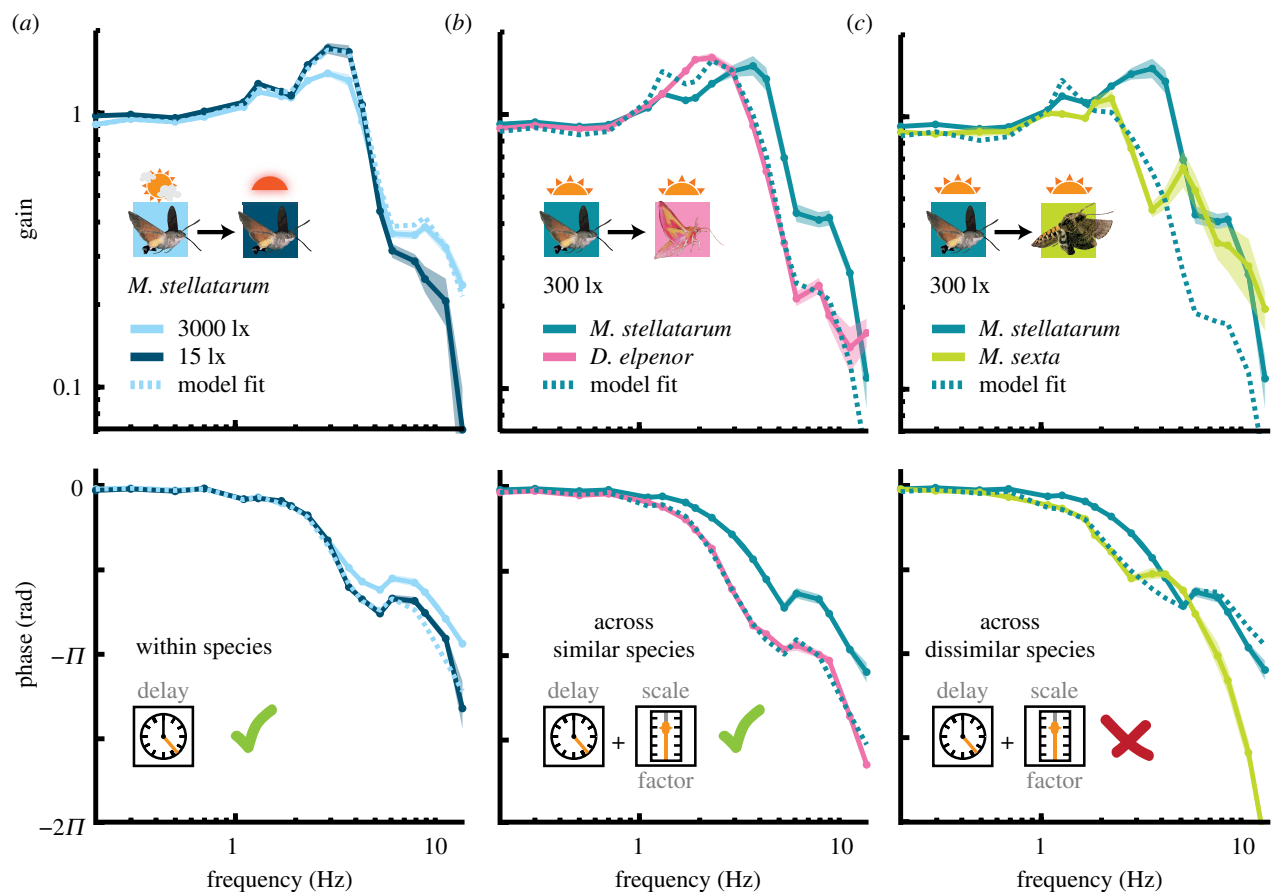 (a)
(b)
(c)
gain
1
0.1
M. stellatarum
3000 lx
15 lx
model fit
300 lx
M. stellatarum
D. elpenor
model fit
300 lx
M. stellatarum
M. sexta
model fit
phase (rad)
0
-Π
−2Π
within species
delay
across
similar species
delay
scale
+
factor
across
dissimilar species
delay
scale
+
factor
1
10
1
10
1
10
frequency (Hz)
frequency (Hz)
frequency (Hz)